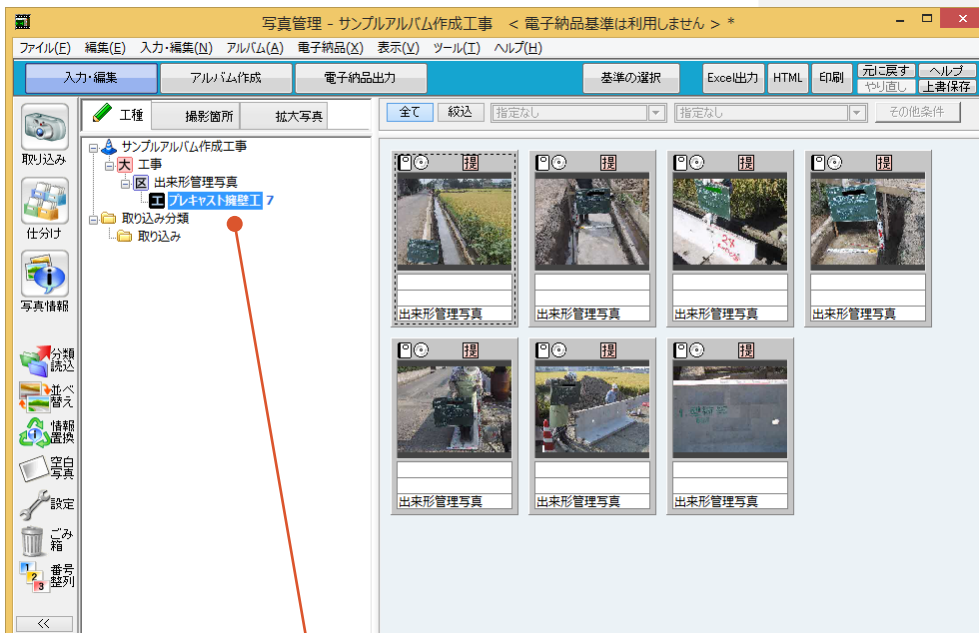 写真管理 - サンプルアルバム作成工事 < 電子納品基準は利用しません > *
ファイル(F) 編集(E) 入力・編集(N) アルバム(A) 電子納品(X) 表示(V) ツール(T) ヘルプ(H)
入力・編集 アルバム作成 電子納品出力 基準の選択 Excel出力 HTML 印刷 元に戻す やり直し ヘルプ 上書保存
取り込み
仕分け
写真情報
分類読込
並べ替え
情報置換
空白写真
設定
ごみ箱
番号整列
<<
工種 撮影箇所 拡大写真
サンプルアルバム作成工事
大 工事
区 出来形管理写真
工 プレキャスト擁壁工 7
取り込み分類
取り込み
全て 絞込 指定なし 指定なし その他条件
提 提 提 提
出来形管理写真 出来形管理写真 出来形管理写真 出来形管理写真
提 提 提
出来形管理写真 出来形管理写真 出来形管理写真